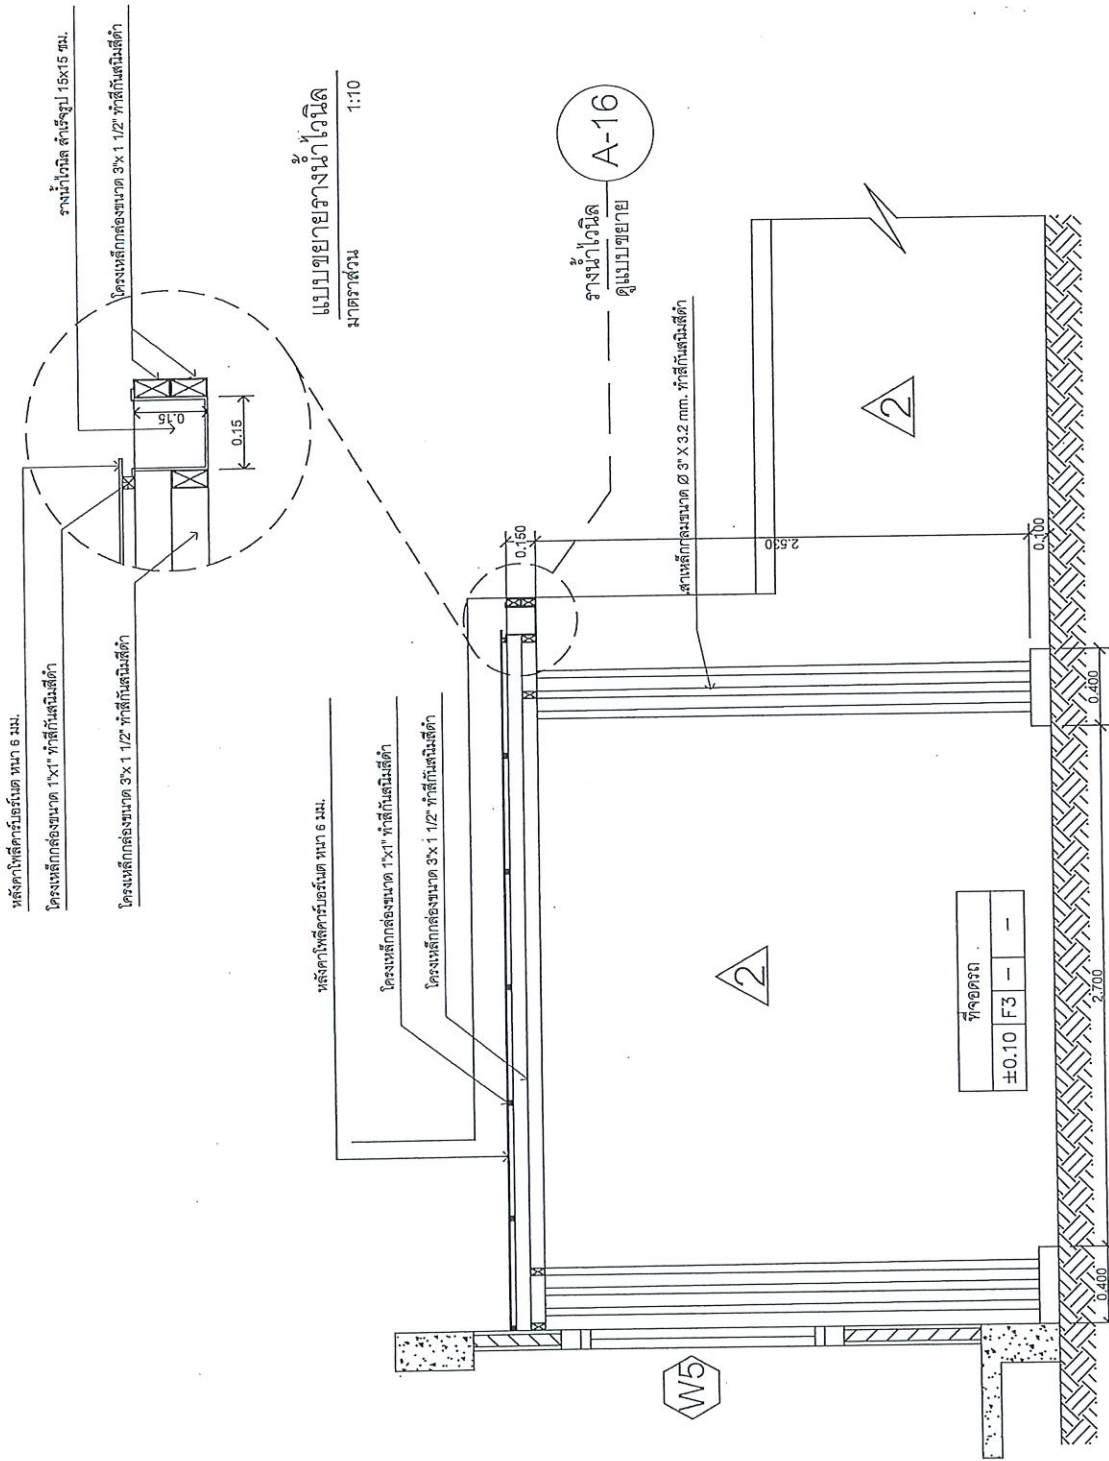 หลังคาโพลีคาร์บอร์เนต หนา 6 มม.
โครงเหล็กกล่องขนาด 1"x1" ทำสีกันสนิมสีดำ
โครงเหล็กกล่องขนาด 3"x 1 1/2" ทำสีกันสนิมสีดำ
รางน้ำไวนิล สำเร็จรูป 15x15 ซม.
โครงเหล็กกล่องขนาด 3"x 1 1/2" ทำสีกันสนิมสีดำ
0.15
0.15
แบบขยายรางน้ำไวนิล
มาตราส่วน 1:10
หลังคาโพลีคาร์บอร์เนต หนา 6 มม.
โครงเหล็กกล่องขนาด 1"x1" ทำสีกันสนิมสีดำ
โครงเหล็กกล่องขนาด 3"x 1 1/2" ทำสีกันสนิมสีดำ
รางน้ำไวนิล
ดูแบบขยาย
A-16
0.150
เสาเหล็กกลมขนาด Ø 3" X 3.2 mm. ทำสีกันสนิมสีดำ
2.530
0.100
2
2
W5
ที่จอดรถ
±0.10 F3 – –
0.400
2.700
0.400